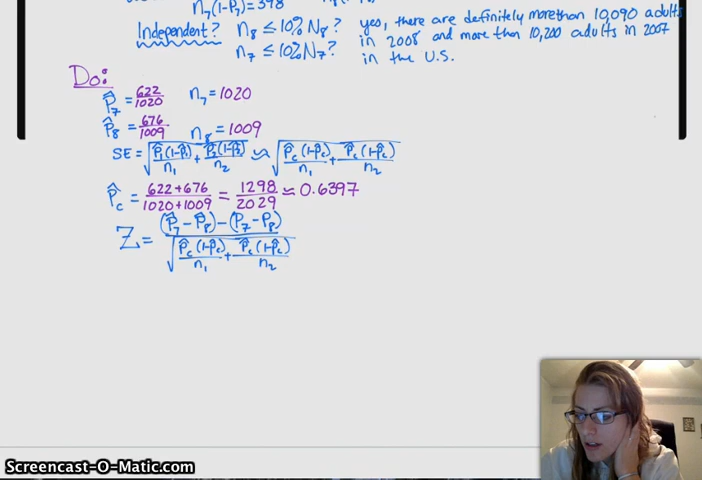 n₇(1-P̂₇)=398
Independent? n₈ ≤ 10% N₈? yes, there are definitely more than 10,090 adults
n₇ ≤ 10% N₇? in 2008 and more than 10,200 adults in 2007
in the U.S.
Do:
P̂₇ = 622/1020 n₇ = 1020
P̂₈ = 676/1009 n₈ = 1009
SE = √(P̂₁(1-P̂₁)/n₁ + P̂₂(1-P̂₂)/n₂) ≈ √(P̂c(1-P̂c)/n₁ + P̂c(1-P̂c)/n₂)
P̂c = (622+676)/(1020+1009) = 1298/2029 ≈ 0.6397
Z = ((P̂₇ - P̂₈) - (P₇ - P₈))/√(P̂c(1-P̂c)/n₁ + P̂c(1-P̂c)/n₂)
Screencast-O-Matic.com